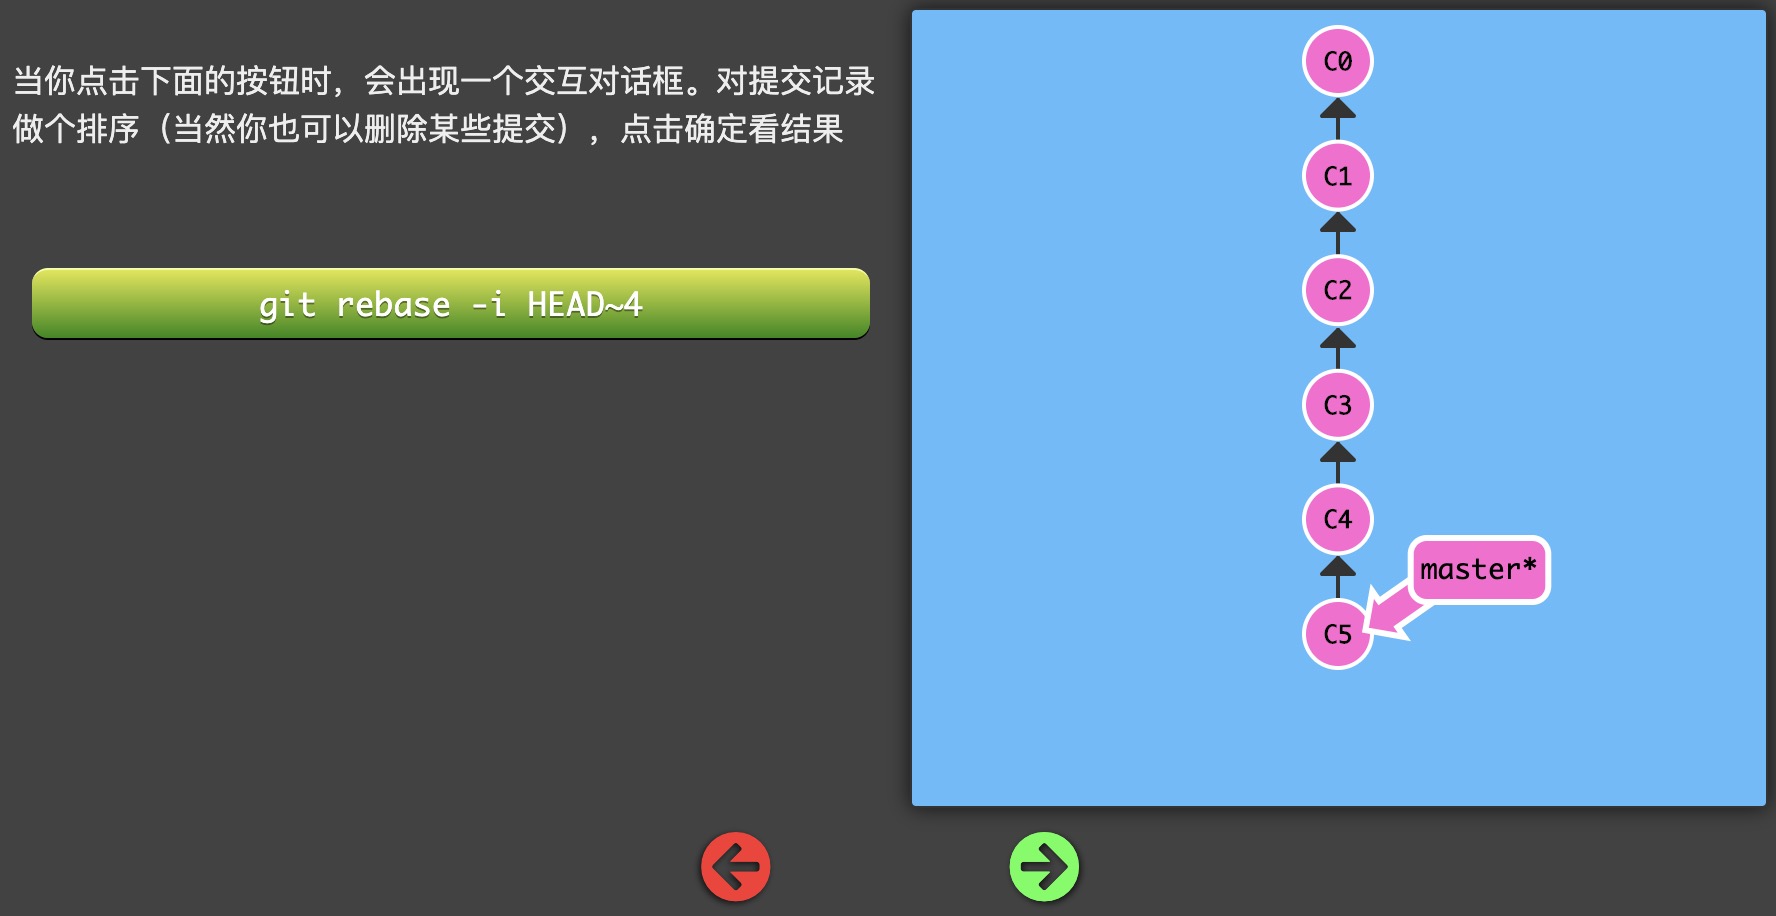 当你点击下面的按钮时，会出现一个交互对话框。对提交记录
做个排序（当然你也可以删除某些提交），点击确定看结果
git rebase -i HEAD~4
C0
C1
C2
C3
C4
master*
C5